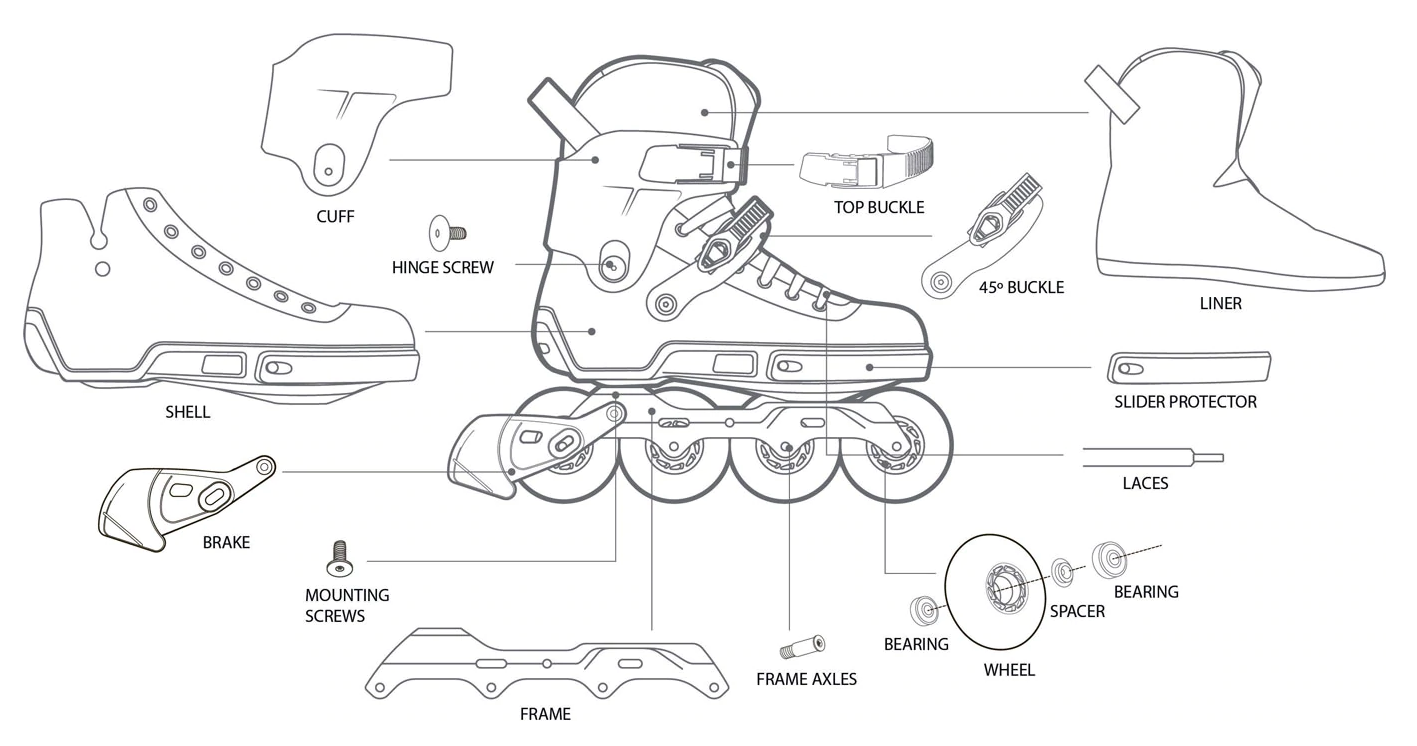 CUFF
TOP BUCKLE
HINGE SCREW
45º BUCKLE
LINER
SHELL
SLIDER PROTECTOR
LACES
BRAKE
MOUNTING
SCREWS
BEARING
SPACER
BEARING
WHEEL
FRAME AXLES
FRAME